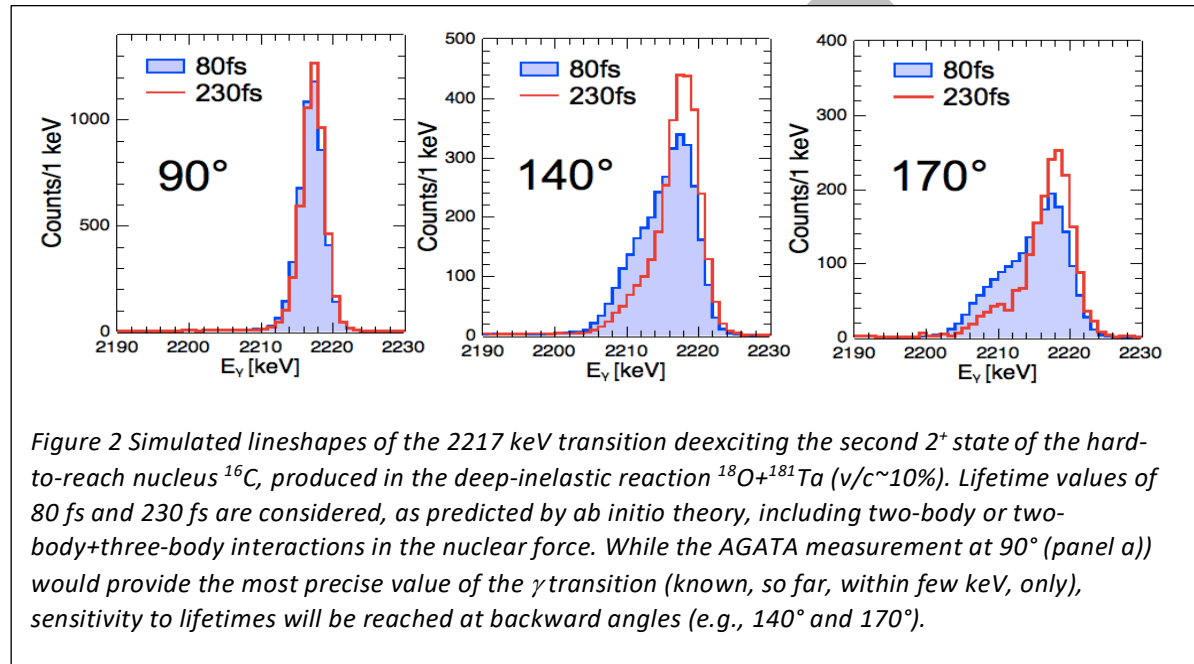 80fs
230fs
90°
Counts/1 keV
1000
500
0
2190 2200 2210 2220 2230
Eγ [keV]
80fs
230fs
140°
Counts/1 keV
500
400
300
200
100
0
2190 2200 2210 2220 2230
Eγ [keV]
80fs
230fs
170°
Counts/1 keV
400
300
200
100
0
2190 2200 2210 2220 2230
Eγ [keV]
Figure 2 Simulated lineshapes of the 2217 keV transition deexciting the second 2⁺ state of the hard-
to-reach nucleus ¹⁶C, produced in the deep-inelastic reaction ¹⁸O+¹⁸¹Ta (v/c~10%). Lifetime values of
80 fs and 230 fs are considered, as predicted by ab initio theory, including two-body or two-
body+three-body interactions in the nuclear force. While the AGATA measurement at 90° (panel a))
would provide the most precise value of the γ transition (known, so far, within few keV, only),
sensitivity to lifetimes will be reached at backward angles (e.g., 140° and 170°).